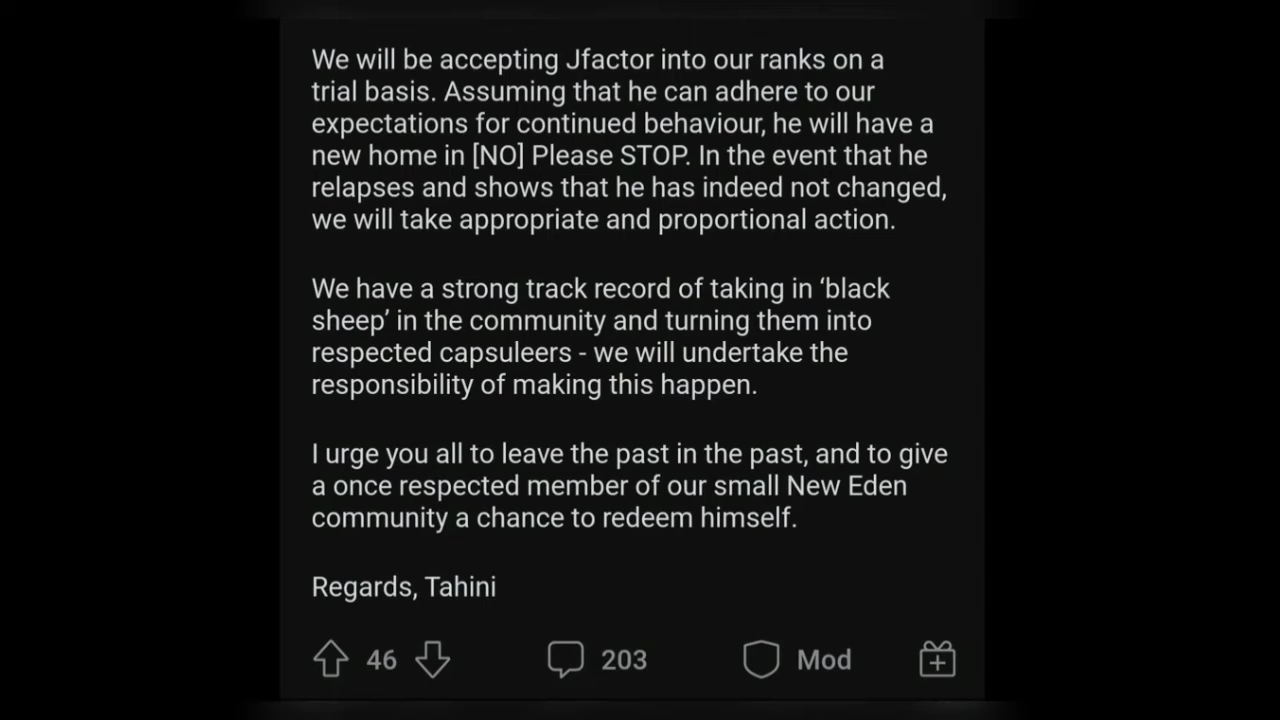 We will be accepting Jfactor into our ranks on a
trial basis. Assuming that he can adhere to our
expectations for continued behaviour, he will have a
new home in [NO] Please STOP. In the event that he
relapses and shows that he has indeed not changed,
we will take appropriate and proportional action.
We have a strong track record of taking in ‘black
sheep’ in the community and turning them into
respected capsuleers - we will undertake the
responsibility of making this happen.
I urge you all to leave the past in the past, and to give
a once respected member of our small New Eden
community a chance to redeem himself.
Regards, Tahini
46 203 Mod